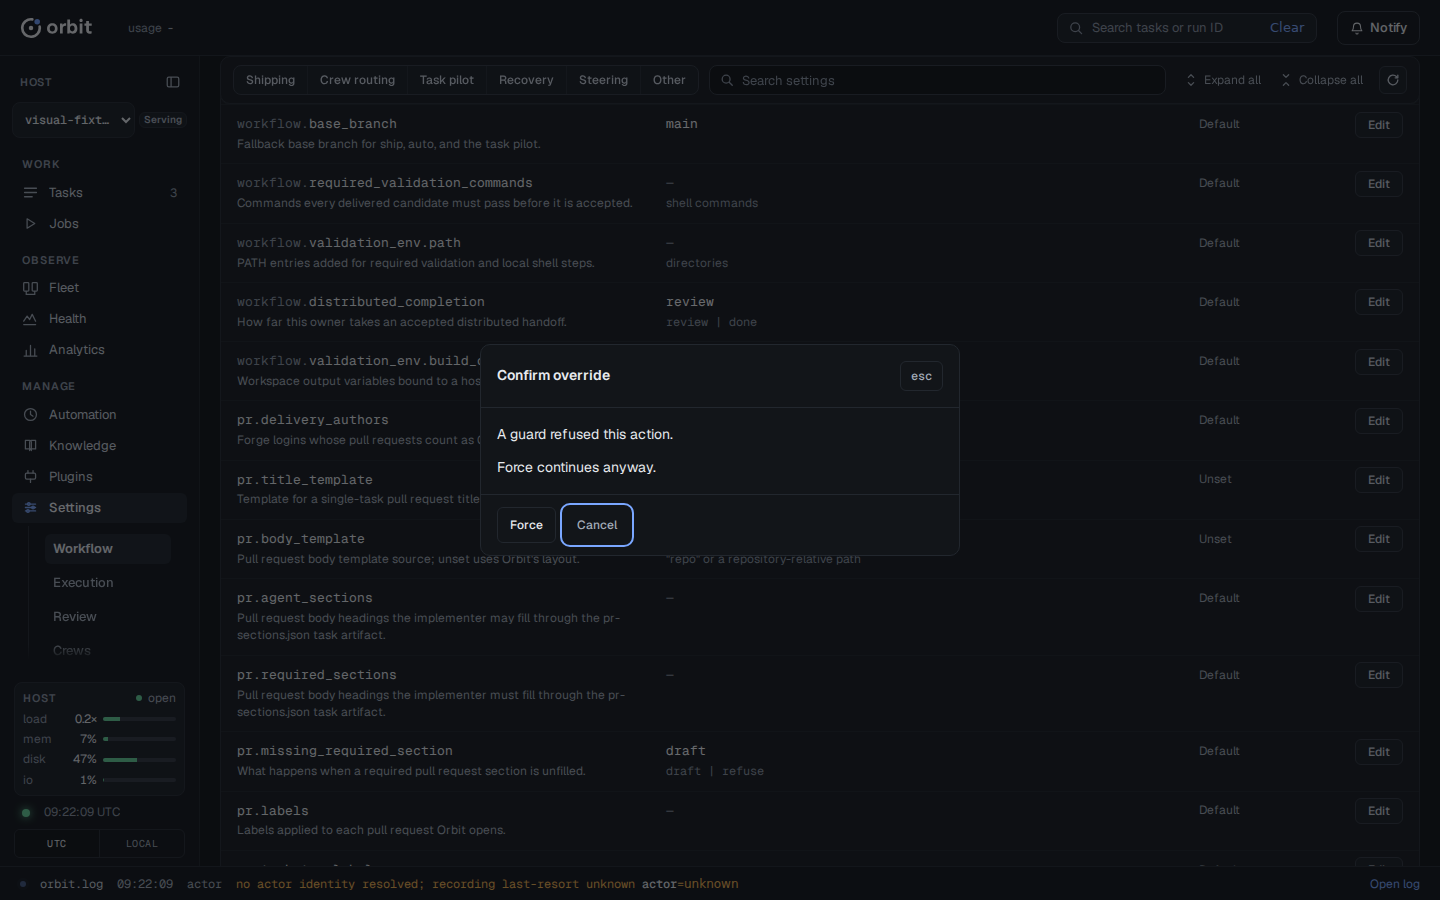 orbit
usage -
Search tasks or run ID
Clear
Notify
HOST
visual-fixt…
Serving
WORK
Tasks 3
Jobs
OBSERVE
Fleet
Health
Analytics
MANAGE
Automation
Knowledge
Plugins
Settings
Workflow
Execution
Review
Crews
HOST open
load 0.2×
mem 7%
disk 47%
io 1%
09:22:09 UTC
UTC LOCAL
Shipping Crew routing Task pilot Recovery Steering Other
Search settings
Expand all Collapse all
workflow.base_branch main Default Edit
Fallback base branch for ship, auto, and the task pilot.
workflow.required_validation_commands — Default Edit
Commands every delivered candidate must pass before it is accepted. shell commands
workflow.validation_env.path — Default Edit
PATH entries added for required validation and local shell steps. directories
workflow.distributed_completion review Default Edit
How far this owner takes an accepted distributed handoff. review | done
workflow.validation_env.build_ Default Edit
Workspace output variables bound to a hos
pr.delivery_authors Default Edit
Forge logins whose pull requests count as
pr.title_template Unset Edit
Template for a single-task pull request title
pr.body_template Unset Edit
Pull request body template source; unset uses Orbit's layout. "repo" or a repository-relative path
pr.agent_sections — Default Edit
Pull request body headings the implementer may fill through the pr-
sections.json task artifact.
pr.required_sections — Default Edit
Pull request body headings the implementer must fill through the pr-
sections.json task artifact.
pr.missing_required_section draft Default Edit
What happens when a required pull request section is unfilled. draft | refuse
pr.labels — Default Edit
Labels applied to each pull request Orbit opens.
Confirm override
esc
A guard refused this action.
Force continues anyway.
Force Cancel
orbit.log 09:22:09 actor no actor identity resolved; recording last-resort unknown actor=unknown
Open log